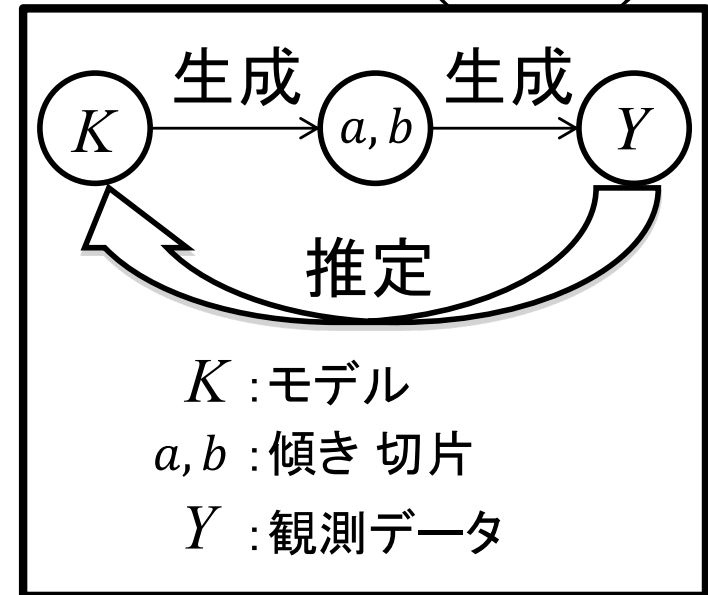 生成 生成
K a, b Y
推定
K :モデル
a, b :傾き 切片
Y :観測データ